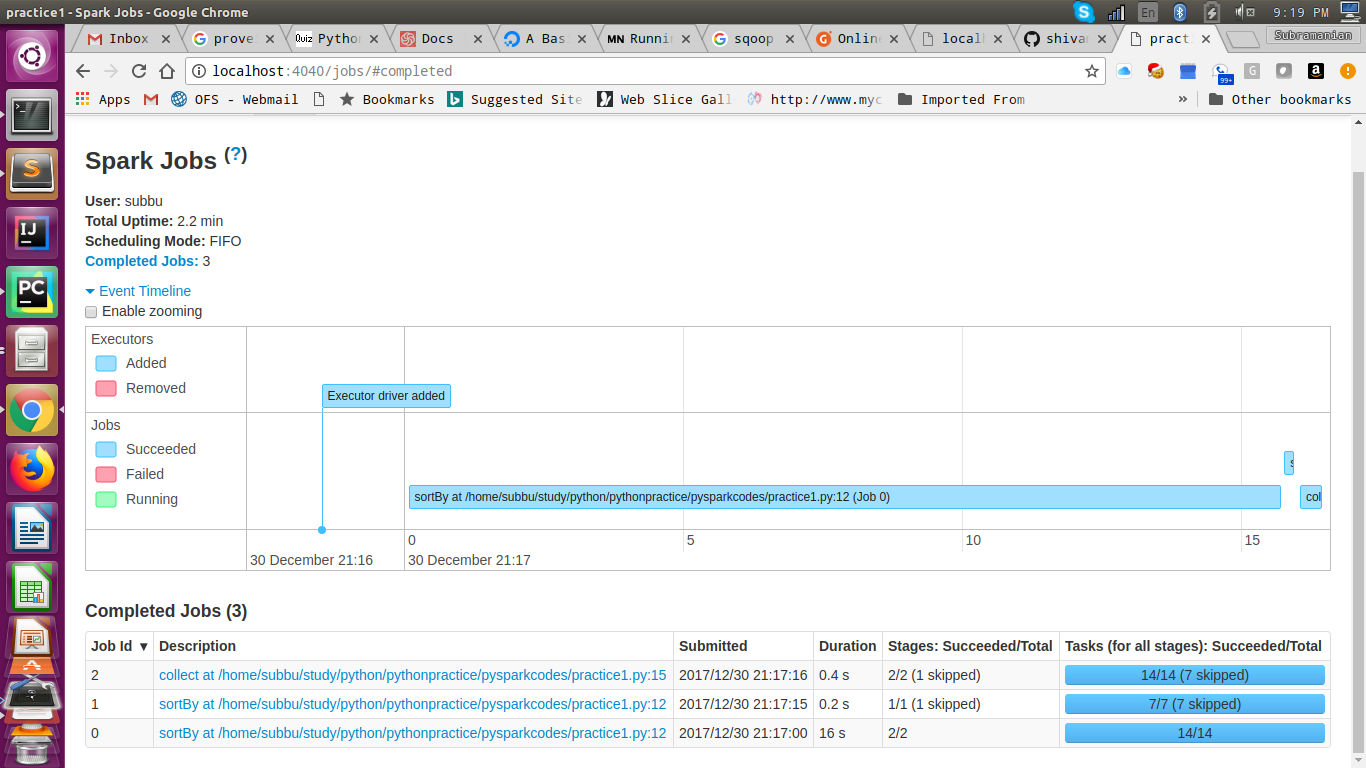 practice1 - Spark Jobs - Google Chrome
En
9:19 PM
Inbox
prove
Quiz Python
Docs
A Bas
MN Runni
sqoop
Online
local
shiva
pract
Subramanian
localhost:4040/jobs/#completed
99+
Apps
OFS - Webmail
Bookmarks
Suggested Site
Web Slice Gall
http://www.myc
Imported From
»
Other bookmarks
Spark Jobs (?)
User: subbu
Total Uptime: 2.2 min
Scheduling Mode: FIFO
Completed Jobs: 3
Event Timeline
Enable zooming
Executors
Added
Removed
Executor driver added
Jobs
Succeeded
Failed
Running
sortBy at /home/subbu/study/python/pythonpractice/pysparkcodes/practice1.py:12 (Job 0)
s
col
0 5 10 15
30 December 21:16 30 December 21:17
Completed Jobs (3)
Job Id ▾ Description Submitted Duration Stages: Succeeded/Total Tasks (for all stages): Succeeded/Total
2 collect at /home/subbu/study/python/pythonpractice/pysparkcodes/practice1.py:15 2017/12/30 21:17:16 0.4 s 2/2 (1 skipped) 14/14 (7 skipped)
1 sortBy at /home/subbu/study/python/pythonpractice/pysparkcodes/practice1.py:12 2017/12/30 21:17:15 0.2 s 1/1 (1 skipped) 7/7 (7 skipped)
0 sortBy at /home/subbu/study/python/pythonpractice/pysparkcodes/practice1.py:12 2017/12/30 21:17:00 16 s 2/2 14/14